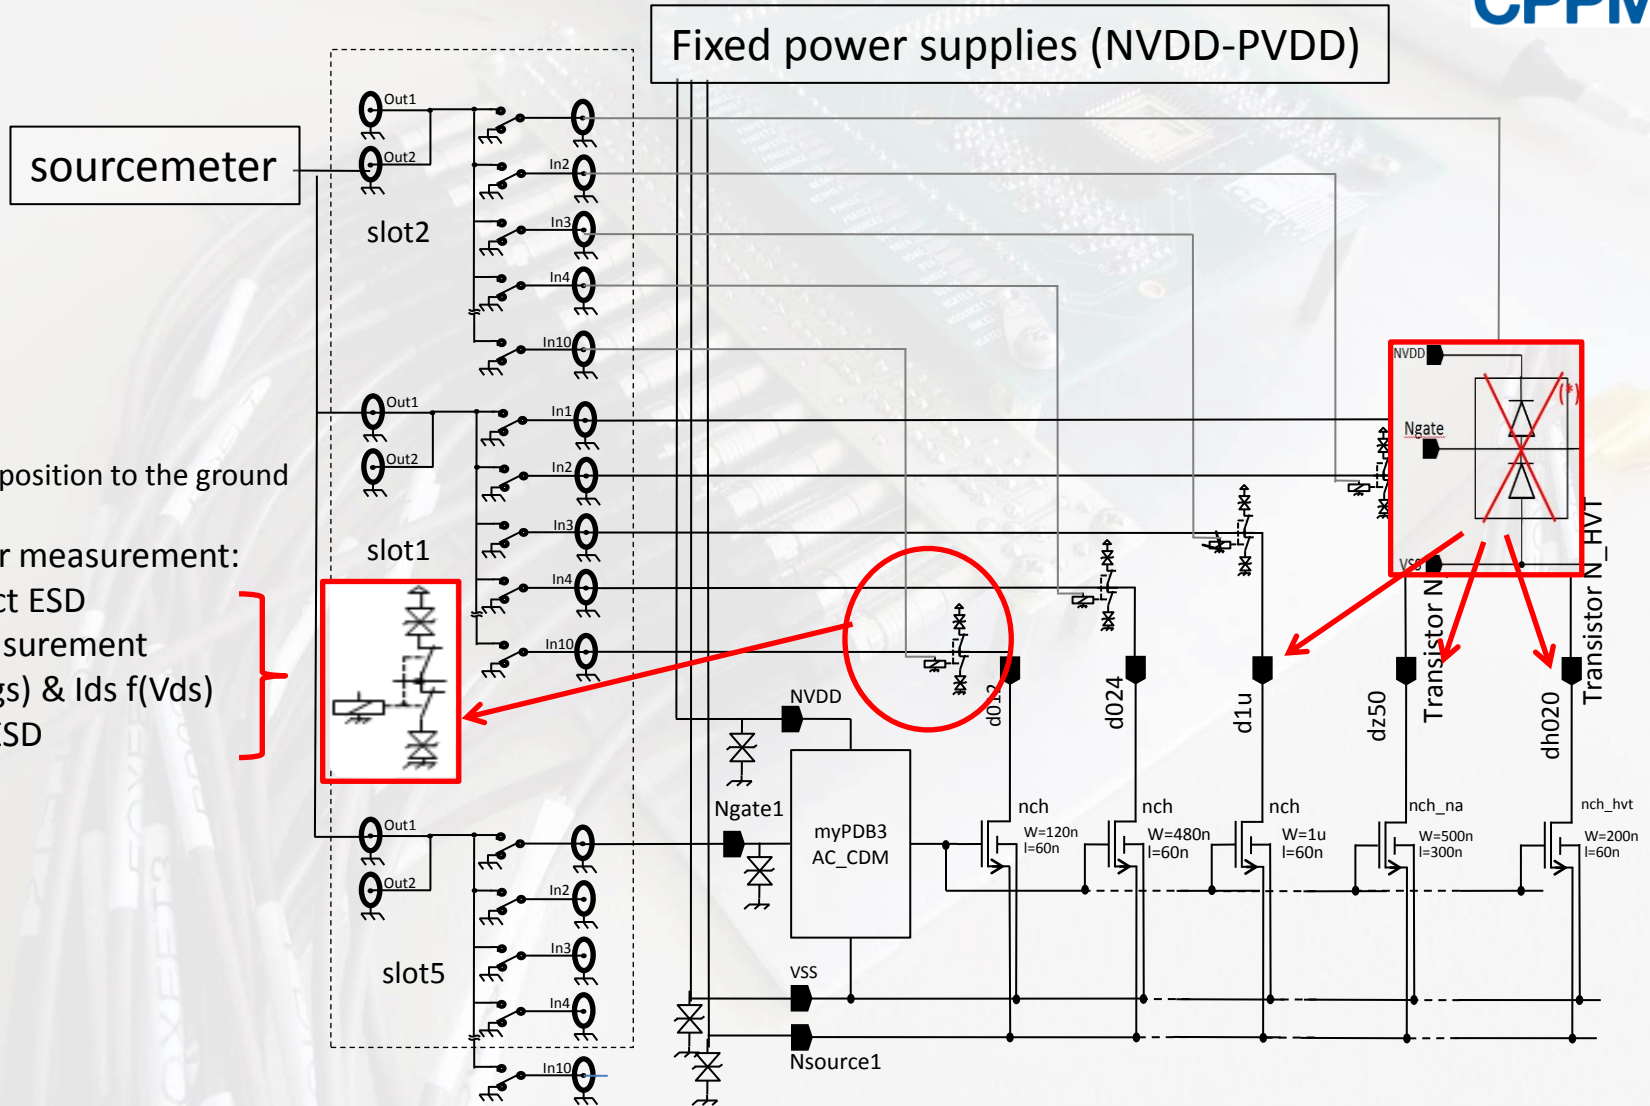 CPPM
Fixed power supplies (NVDD-PVDD)
sourcemeter
Out1
Out2
In2
In3
In4
In10
slot2
Out1
Out2
In1
In2
In3
In4
In10
slot1
position to the ground
r measurement:
ct ESD
surement
gs) & Ids f(Vds)
ESD
NVDD
(*)
Ngate
VSS
Transistor N
Transistor N_HVT
d012
d024
d1u
dz50
dh020
NVDD
Ngate1
myPDB3
AC_CDM
nch
W=120n
l=60n
nch
W=480n
l=60n
nch
W=1u
l=60n
nch_na
W=500n
l=300n
nch_hvt
W=200n
l=60n
Out1
Out2
In2
In3
In4
In10
slot5
VSS
Nsource1